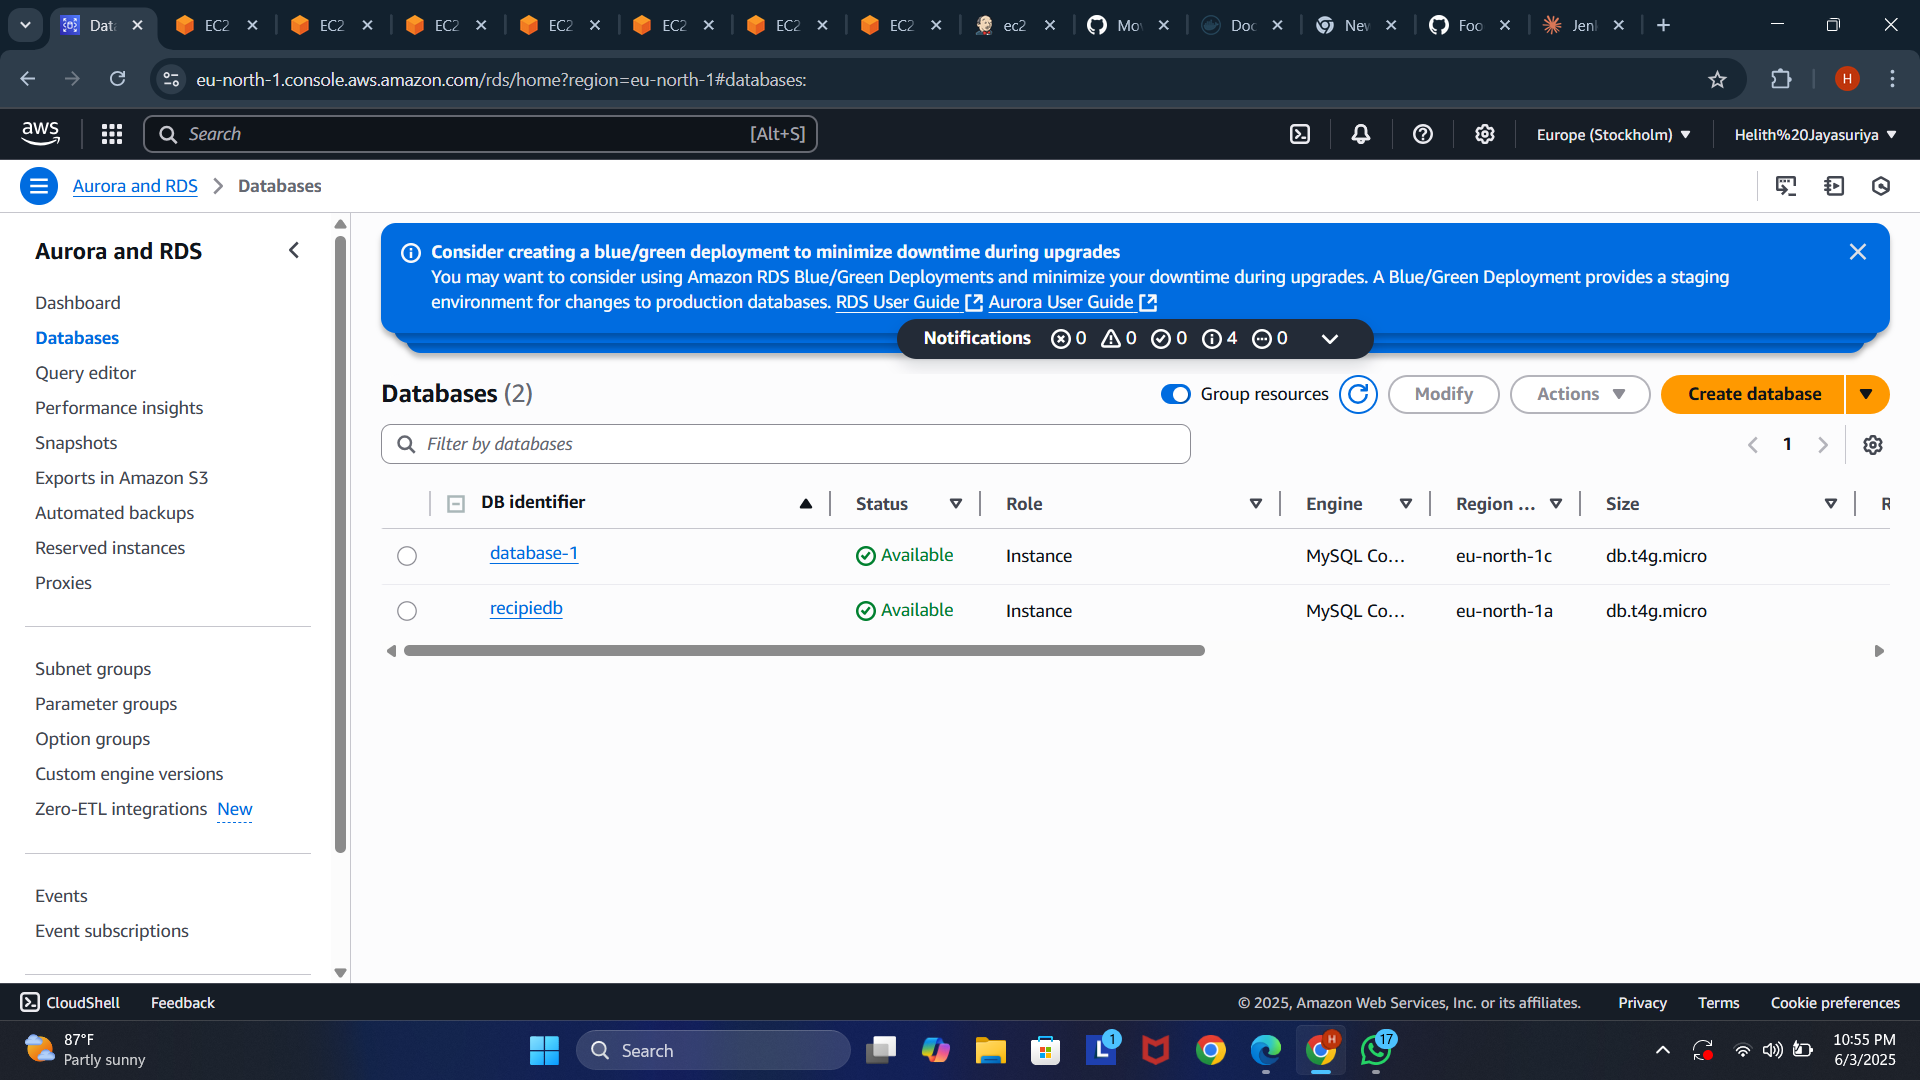 Dat
EC2
EC2
EC2
EC2
EC2
EC2
EC2
ec2
Mov
Doc
New
Foo
Jen
eu-north-1.console.aws.amazon.com/rds/home?region=eu-north-1#databases:
H
aws
Search
[Alt+S]
Europe (Stockholm)
Helith%20Jayasuriya
Aurora and RDS
Databases
Aurora and RDS
Dashboard
Databases
Query editor
Performance insights
Snapshots
Exports in Amazon S3
Automated backups
Reserved instances
Proxies
Subnet groups
Parameter groups
Option groups
Custom engine versions
Zero-ETL integrations New
Events
Event subscriptions
Consider creating a blue/green deployment to minimize downtime during upgrades
You may want to consider using Amazon RDS Blue/Green Deployments and minimize your downtime during upgrades. A Blue/Green Deployment provides a staging
environment for changes to production databases. RDS User Guide Aurora User Guide
Notifications 0 0 0 4 0
Databases (2)
Group resources
Modify
Actions
Create database
Filter by databases
1
DB identifier Status Role Engine Region ... Size R
database-1 Available Instance MySQL Co... eu-north-1c db.t4g.micro
recipiedb Available Instance MySQL Co... eu-north-1a db.t4g.micro
CloudShell
Feedback
© 2025, Amazon Web Services, Inc. or its affiliates.
Privacy
Terms
Cookie preferences
87°F
Partly sunny
Search
L
1
H
17
10:55 PM
6/3/2025